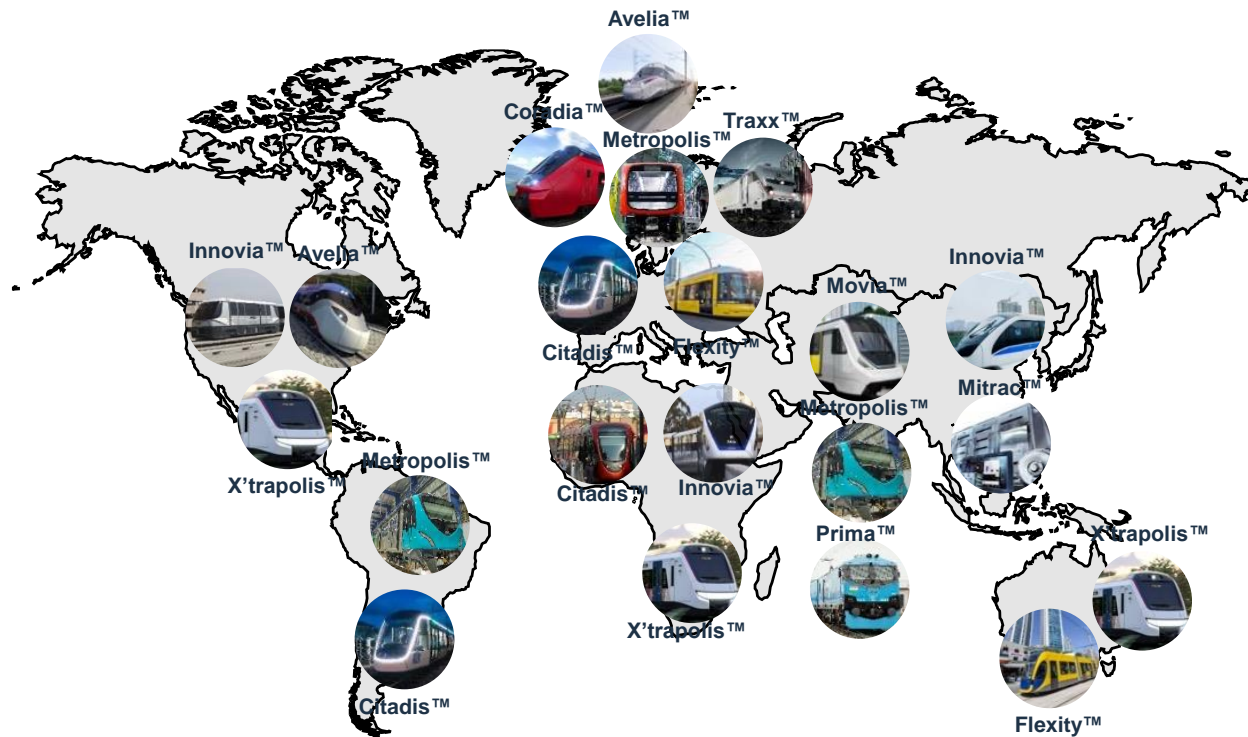 Avelia™
Coradia™
Traxx™
Metropolis™
Innovia™
Avelia™
Innovia™
Movia™
Citadis™
Flexity™
Mitrac™
Metropolis™
Metropolis™
X'trapolis™
Citadis™
Innovia™
Prima™
X'trapolis™
X'trapolis™
Citadis™
Flexity™